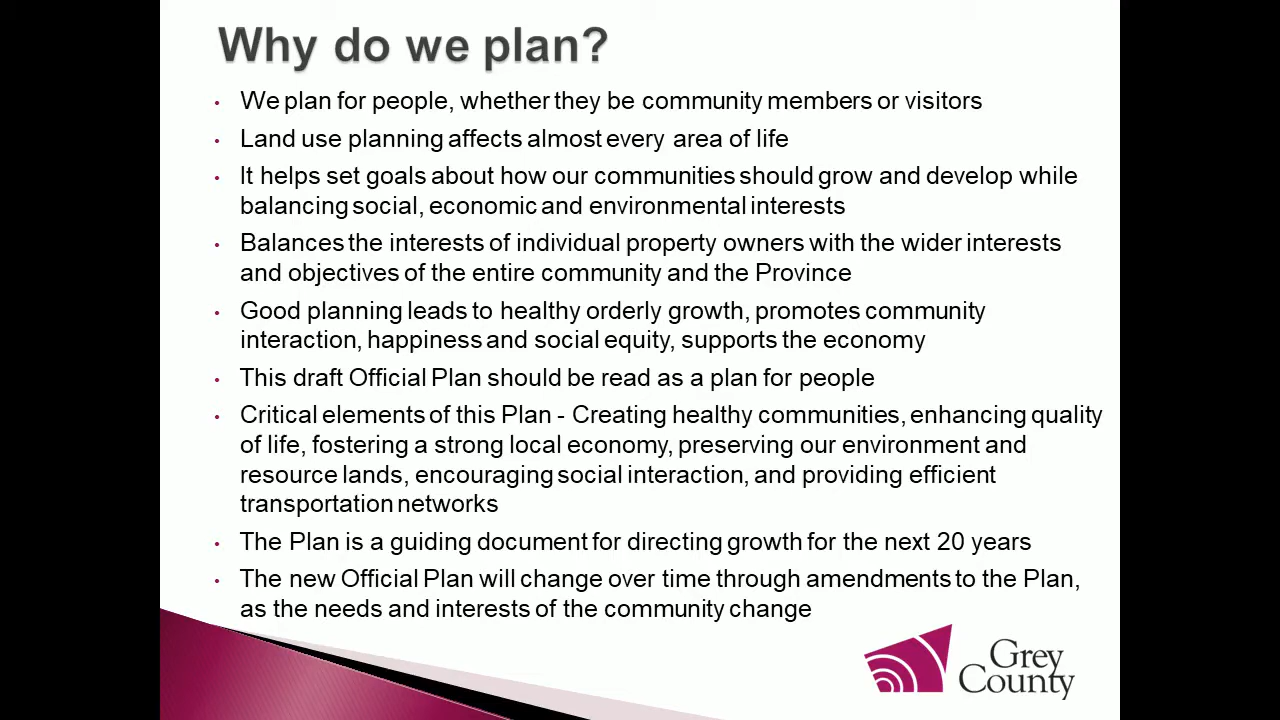 Why do we plan?
• We plan for people, whether they be community members or visitors
• Land use planning affects almost every area of life
• It helps set goals about how our communities should grow and develop while
balancing social, economic and environmental interests
• Balances the interests of individual property owners with the wider interests
and objectives of the entire community and the Province
• Good planning leads to healthy orderly growth, promotes community
interaction, happiness and social equity, supports the economy
• This draft Official Plan should be read as a plan for people
• Critical elements of this Plan - Creating healthy communities, enhancing quality
of life, fostering a strong local economy, preserving our environment and
resource lands, encouraging social interaction, and providing efficient
transportation networks
• The Plan is a guiding document for directing growth for the next 20 years
• The new Official Plan will change over time through amendments to the Plan,
as the needs and interests of the community change
Grey
County